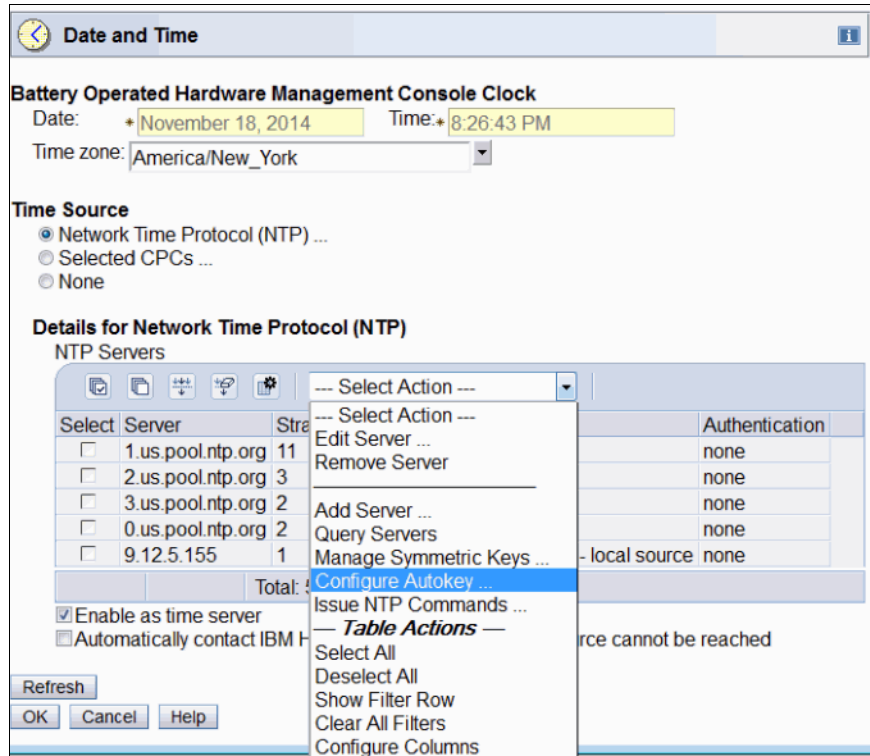 Date and Time
Battery Operated Hardware Management Console Clock
Date: * November 18, 2014 Time:* 8:26:43 PM
Time zone: America/New_York
Time Source
Network Time Protocol (NTP) ...
Selected CPCs ...
None
Details for Network Time Protocol (NTP)
NTP Servers
--- Select Action ---
Select Server Stra Authentication
1.us.pool.ntp.org 11 none
2.us.pool.ntp.org 3 none
3.us.pool.ntp.org 2 none
0.us.pool.ntp.org 2 none
9.12.5.155 1 - local source none
Total: 5
--- Select Action ---
Edit Server ...
Remove Server
Add Server ...
Query Servers
Manage Symmetric Keys ...
Configure Autokey ...
Issue NTP Commands ...
— Table Actions —
Select All
Deselect All
Show Filter Row
Clear All Filters
Configure Columns
Enable as time server
Automatically contact IBM H rce cannot be reached
Refresh
OK Cancel Help